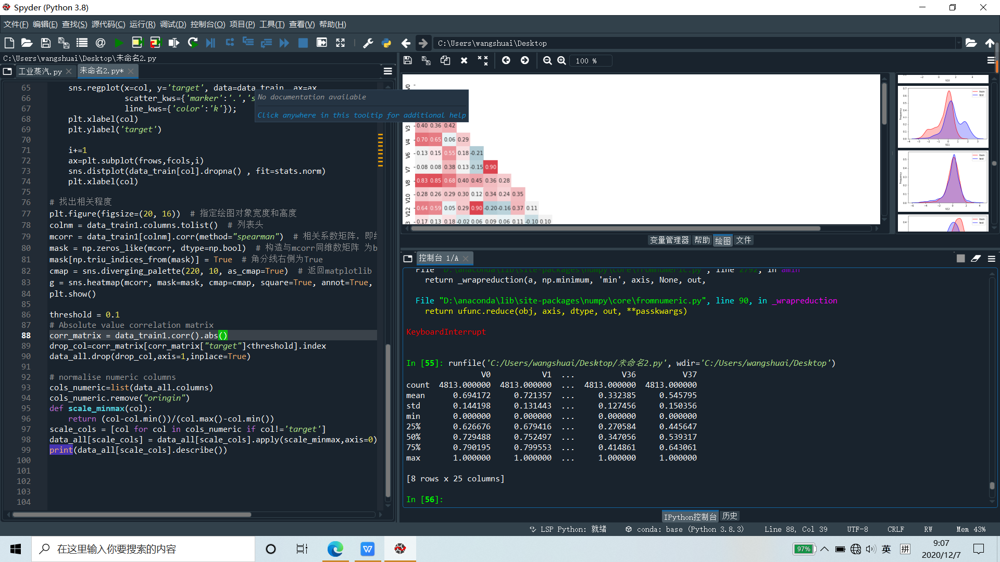 Spyder (Python 3.8)
文件(F) 编辑(E) 查找(S) 源代码(C) 运行(R) 调试(D) 控制台(O) 项目(P) 工具(T) 查看(V) 帮助(H)
C:\Users\wangshuai\Desktop
C:\Users\wangshuai\Desktop\未命名2.py
工业蒸汽.py
未命名2.py*
65 sns.regplot(x=col, y='target', data=data_train, ax=ax
66 scatter_kws={'marker':'.','s
67 line_kws={'color':'k'});
68 plt.xlabel(col)
69 plt.ylabel('target')
70
71 i+=1
72 ax=plt.subplot(frows,fcols,i)
73 sns.distplot(data_train[col].dropna() , fit=stats.norm)
74 plt.xlabel(col)
75
76 # 找出相关程度
77 plt.figure(figsize=(20, 16))  # 指定绘图对象宽度和高度
78 colnm = data_train1.columns.tolist()  # 列表头
79 mcorr = data_train1[colnm].corr(method="spearman")  # 相关系数矩阵，即给
80 mask = np.zeros_like(mcorr, dtype=np.bool)  # 构造与mcorr同维数矩阵 为b
81 mask[np.triu_indices_from(mask)] = True  # 角分线右侧为True
82 cmap = sns.diverging_palette(220, 10, as_cmap=True)  # 返回matplotlib
83 g = sns.heatmap(mcorr, mask=mask, cmap=cmap, square=True, annot=True,
84 plt.show()
85
86 threshold = 0.1
87 # Absolute value correlation matrix
88 corr_matrix = data_train1.corr().abs()
89 drop_col=corr_matrix[corr_matrix["target"]<threshold].index
90 data_all.drop(drop_col,axis=1,inplace=True)
91
92 # normalise numeric columns
93 cols_numeric=list(data_all.columns)
94 cols_numeric.remove("oringin")
95 def scale_minmax(col):
96 return (col-col.min())/(col.max()-col.min())
97 scale_cols = [col for col in cols_numeric if col!='target']
98 data_all[scale_cols] = data_all[scale_cols].apply(scale_minmax,axis=0)
99 print(data_all[scale_cols].describe())
100
101
102
103
104
No documentation available
Click anywhere in this tooltip for additional help
100 %
V0
V3 0.40 0.36 0.42
V4 0.70 0.65 0.06 0.29
V6 0.13 0.15 0.55 0.18 -0.21
V7 0.08 0.08 0.38 0.13 -0.15 0.90
V8 0.83 0.85 0.68 0.40 0.45 0.36 0.28
V10 0.28 0.26 0.29 0.30 0.12 0.34 0.24 0.35
V12 0.64 0.59 0.05 0.29 0.90 -0.20 -0.16 0.37 0.11
3 0.17 0.13 0.18 -0.02 0.06 0.09 0.06 0.11 -0.10 0.10
V10
V11
V12
变量管理器 帮助 绘图 文件
控制台 1/A
File "D:\anaconda\lib\site-packages\numpy\core\fromnumeric.py", line 2792, in amin
return _wrapreduction(a, np.minimum, 'min', axis, None, out,
File "D:\anaconda\lib\site-packages\numpy\core\fromnumeric.py", line 90, in _wrapreduction
return ufunc.reduce(obj, axis, dtype, out, **passkwargs)
KeyboardInterrupt
In [55]: runfile('C:/Users/wangshuai/Desktop/未命名2.py', wdir='C:/Users/wangshuai/Desktop')
V0 V1 ... V36 V37
count 4813.000000 4813.000000 ... 4813.000000 4813.000000
mean 0.694172 0.721357 ... 0.332385 0.545795
std 0.144198 0.131443 ... 0.127456 0.150356
min 0.000000 0.000000 ... 0.000000 0.000000
25% 0.626676 0.679416 ... 0.270584 0.445647
50% 0.729488 0.752497 ... 0.347056 0.539317
75% 0.790195 0.799553 ... 0.414861 0.643061
max 1.000000 1.000000 ... 1.000000 1.000000
[8 rows x 25 columns]
In [56]:
IPython控制台 历史
LSP Python: 就绪 conda: base (Python 3.8.3) Line 88, Col 39 UTF-8 CRLF RW Mem 43%
在这里输入你要搜索的内容
97%
英
拼
9:07
2020/12/7